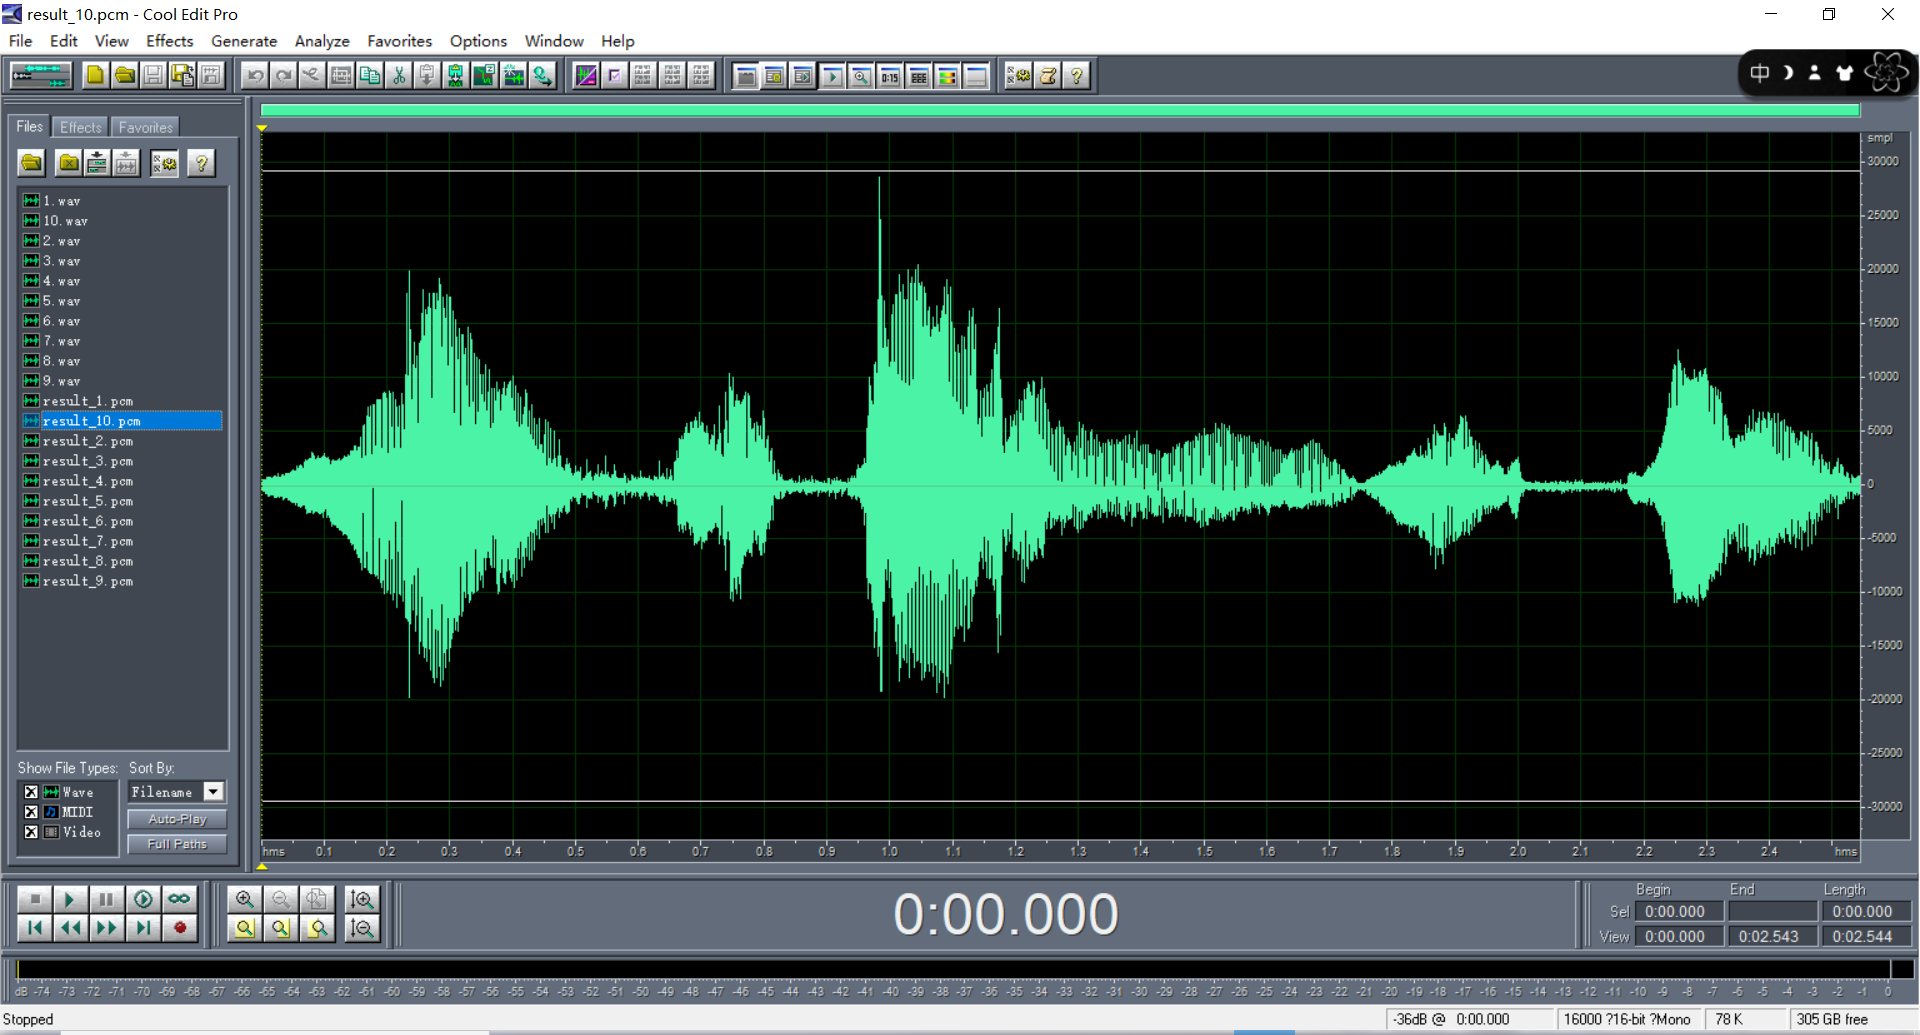 result_10.pcm - Cool Edit Pro
File Edit View Effects Generate Analyze Favorites Options Window Help
0:15
中
Files Effects Favorites
1.wav
10.wav
2.wav
3.wav
4.wav
5.wav
6.wav
7.wav
8.wav
9.wav
result_1.pcm
result_10.pcm
result_2.pcm
result_3.pcm
result_4.pcm
result_5.pcm
result_6.pcm
result_7.pcm
result_8.pcm
result_9.pcm
Show File Types: Sort By:
Wave Filename
MIDI Auto-Play
Video Full Paths
smpl
30000
25000
20000
15000
10000
5000
0
-5000
-10000
-15000
-20000
-25000
-30000
hms 0.1 0.2 0.3 0.4 0.5 0.6 0.7 0.8 0.9 1.0 1.1 1.2 1.3 1.4 1.5 1.6 1.7 1.8 1.9 2.0 2.1 2.2 2.3 2.4 hms
0:00.000
Begin End Length
Sel 0:00.000 0:00.000
View 0:00.000 0:02.543 0:02.544
dB -74 -73 -72 -71 -70 -69 -68 -67 -66 -65 -64 -63 -62 -61 -60 -59 -58 -57 -56 -55 -54 -53 -52 -51 -50 -49 -48 -47 -46 -45 -44 -43 -42 -41 -40 -39 -38 -37 -36 -35 -34 -33 -32 -31 -30 -29 -28 -27 -26 -25 -24 -23 -22 -21 -20 -19 -18 -17 -16 -15 -14 -13 -12 -11 -10 -9 -8 -7 -6 -5 -4 -3 -2 -1 0
Stopped -36dB @ 0:00.000 16000 ?16-bit ?Mono 78 K 305 GB free